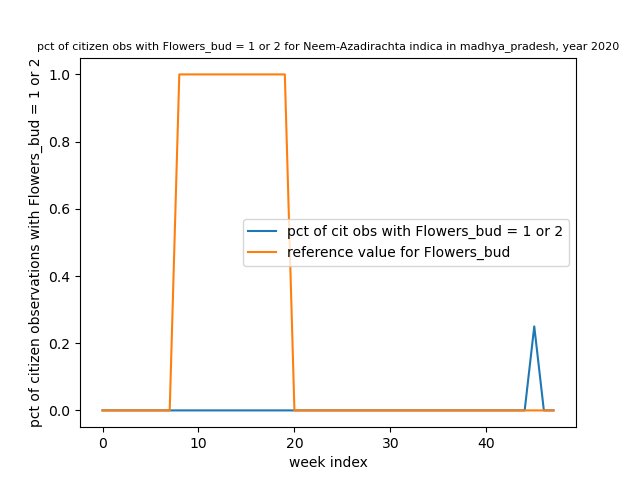 pct of citizen obs with Flowers_bud = 1 or 2 for Neem-Azadirachta indica in madhya_pradesh, year 2020
pct of citizen observations with Flowers_bud = 1 or 2
1.0
0.8
0.6
0.4
0.2
0.0
pct of cit obs with Flowers_bud = 1 or 2
reference value for Flowers_bud
0 10 20 30 40
week index